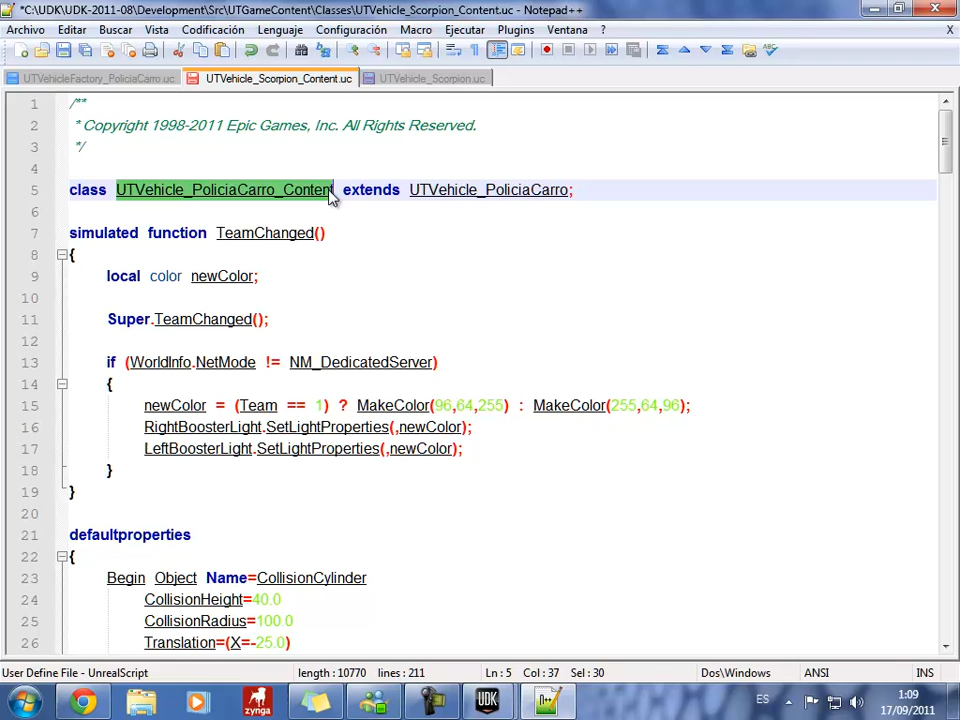 *C:\UDK\UDK-2011-08\Development\Src\UTGameContent\Classes\UTVehicle_Scorpion_Content.uc - Notepad++
Archivo Editar Buscar Vista Codificación Lenguaje Configuración Macro Ejecutar Plugins Ventana ? X
UTVehicleFactory_PoliciaCarro.uc UTVehicle_Scorpion_Content.uc UTVehicle_Scorpion.uc
1 /**
2 * Copyright 1998-2011 Epic Games, Inc. All Rights Reserved.
3 */
4
5 class UTVehicle_PoliciaCarro_Content extends UTVehicle_PoliciaCarro;
6
7 simulated function TeamChanged()
8 {
9 local color newColor;
10
11 Super.TeamChanged();
12
13 if (WorldInfo.NetMode != NM_DedicatedServer)
14 {
15 newColor = (Team == 1) ? MakeColor(96,64,255) : MakeColor(255,64,96);
16 RightBoosterLight.SetLightProperties(,newColor);
17 LeftBoosterLight.SetLightProperties(,newColor);
18 }
19 }
20
21 defaultproperties
22 {
23 Begin Object Name=CollisionCylinder
24 CollisionHeight=40.0
25 CollisionRadius=100.0
26 Translation=(X=-25.0)
User Define File - UnrealScript length : 10770 lines : 211 Ln : 5 Col : 37 Sel : 30 Dos\Windows ANSI INS
zynga UDK N++ ES 1:09
17/09/2011